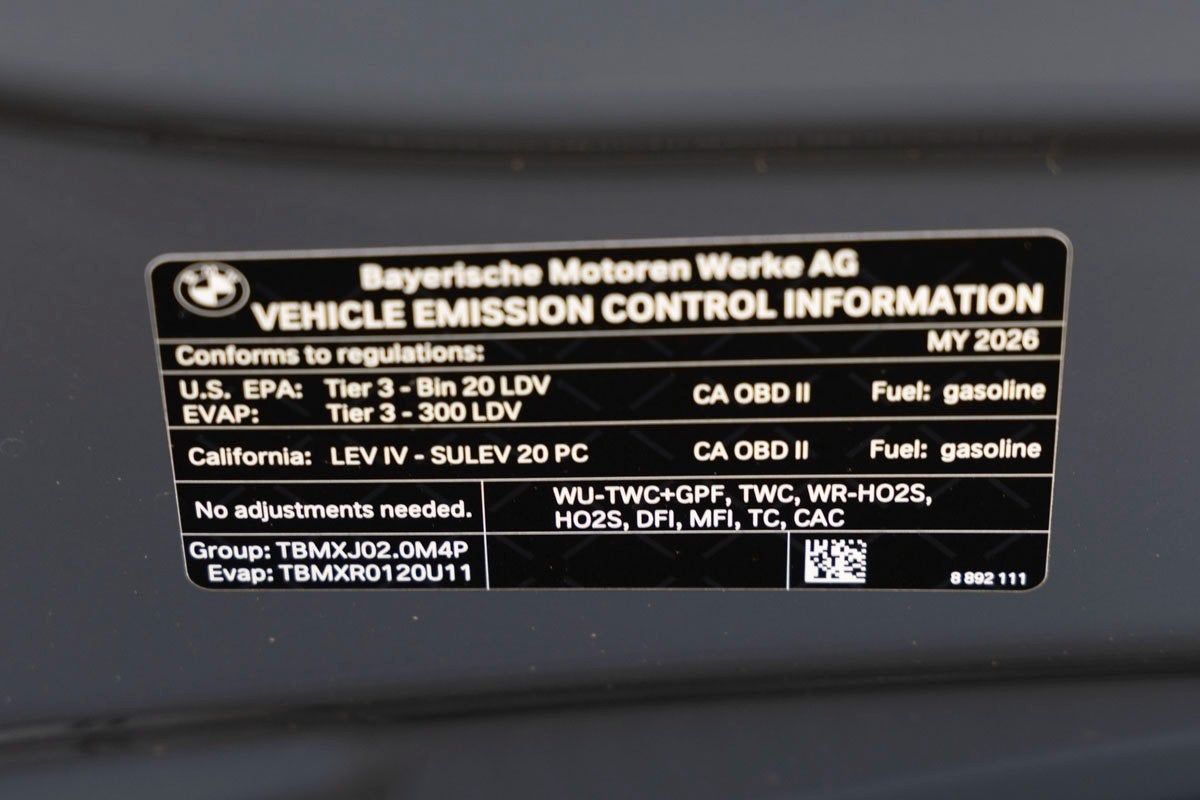 Bayerische Motoren Werke AG
VEHICLE EMISSION CONTROL INFORMATION
Conforms to regulations: MY 2026
U.S. EPA: Tier 3 - Bin 20 LDV CA OBD II Fuel: gasoline
EVAP: Tier 3 - 300 LDV
California: LEV IV - SULEV 20 PC CA OBD II Fuel: gasoline
No adjustments needed.
WU-TWC+GPF, TWC, WR-HO2S,
HO2S, DFI, MFI, TC, CAC
Group: TBMXJ02.0M4P
Evap: TBMXR0120U11
8 892 111